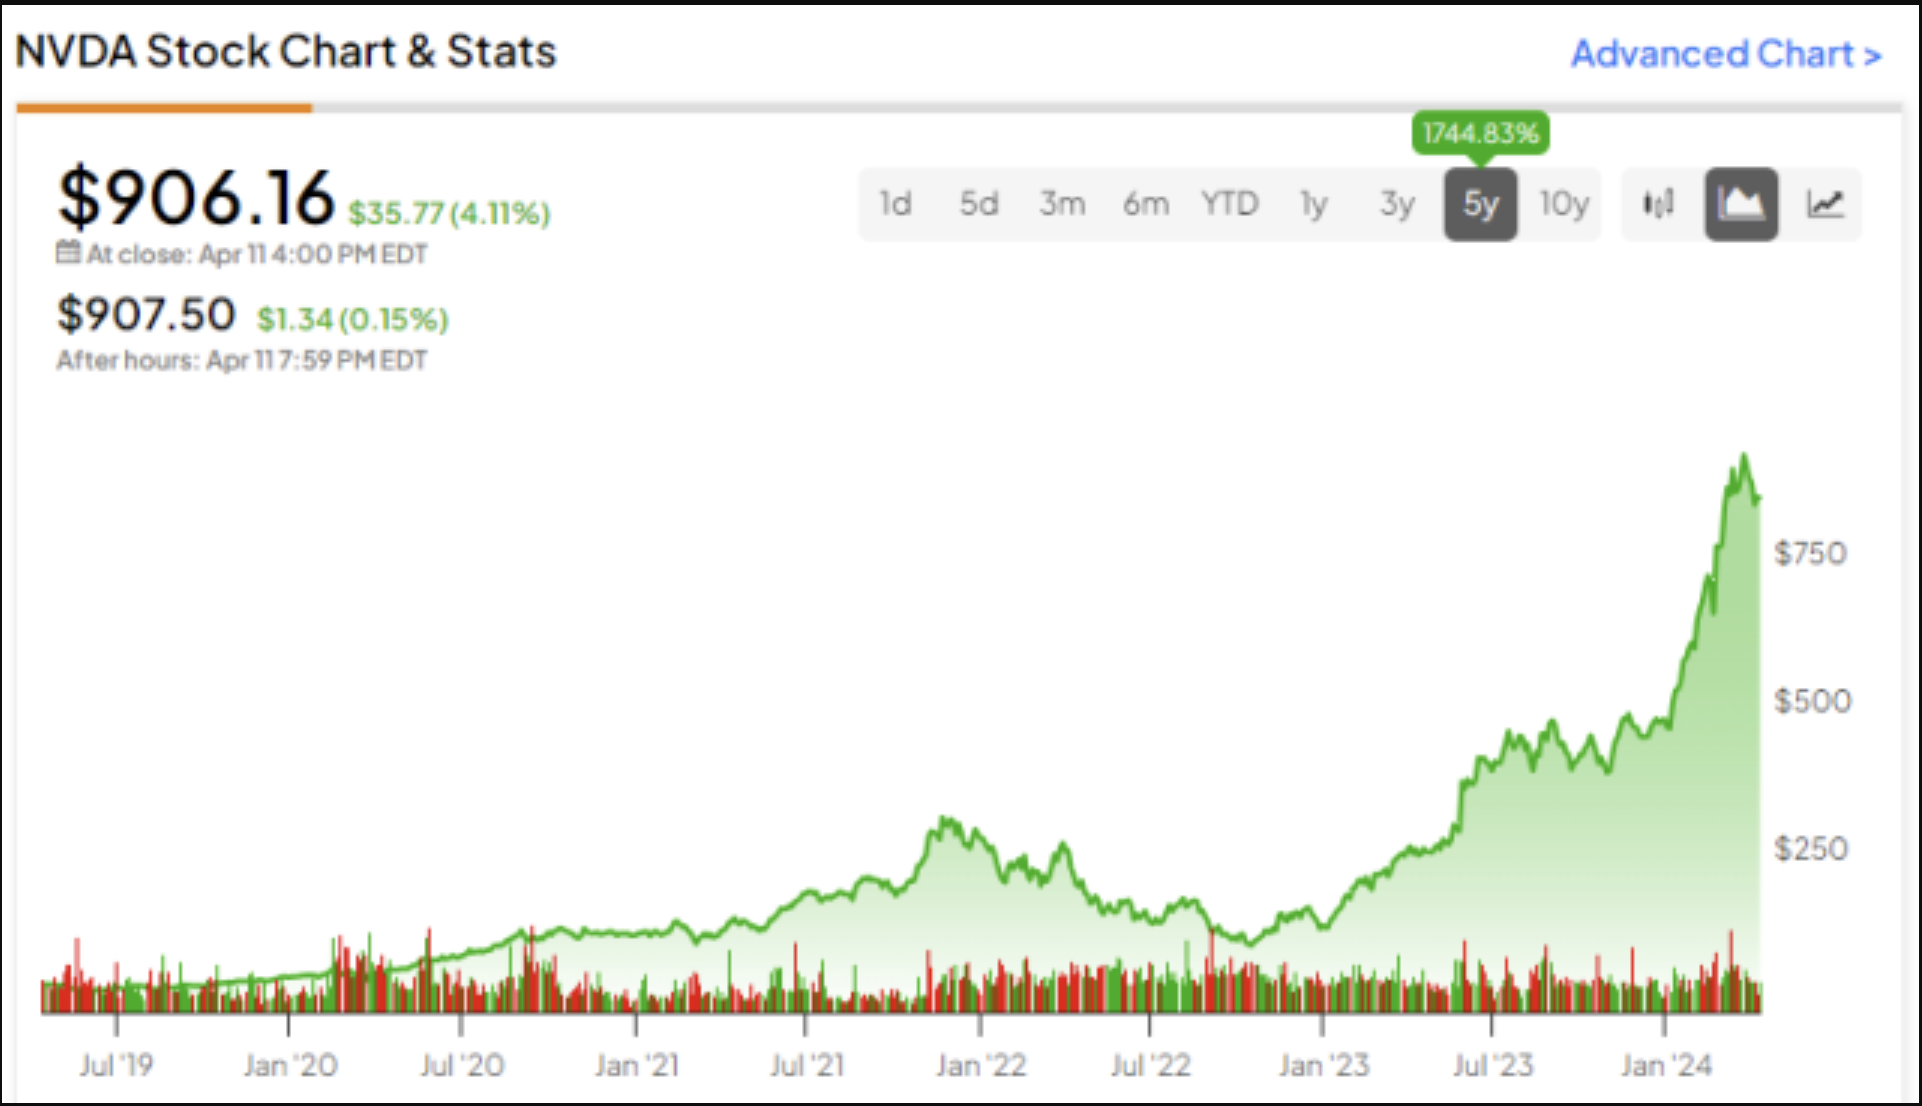 NVDA Stock Chart & Stats
Advanced Chart >
1744.83%
$906.16 $35.77 (4.11%)
1d 5d 3m 6m YTD 1y 3y 5y 10y
At close: Apr 11 4:00 PM EDT
$907.50 $1.34 (0.15%)
After hours: Apr 11 7:59 PM EDT
$750
$500
$250
Jul '19 Jan '20 Jul '20 Jan '21 Jul '21 Jan '22 Jul '22 Jan '23 Jul '23 Jan '24